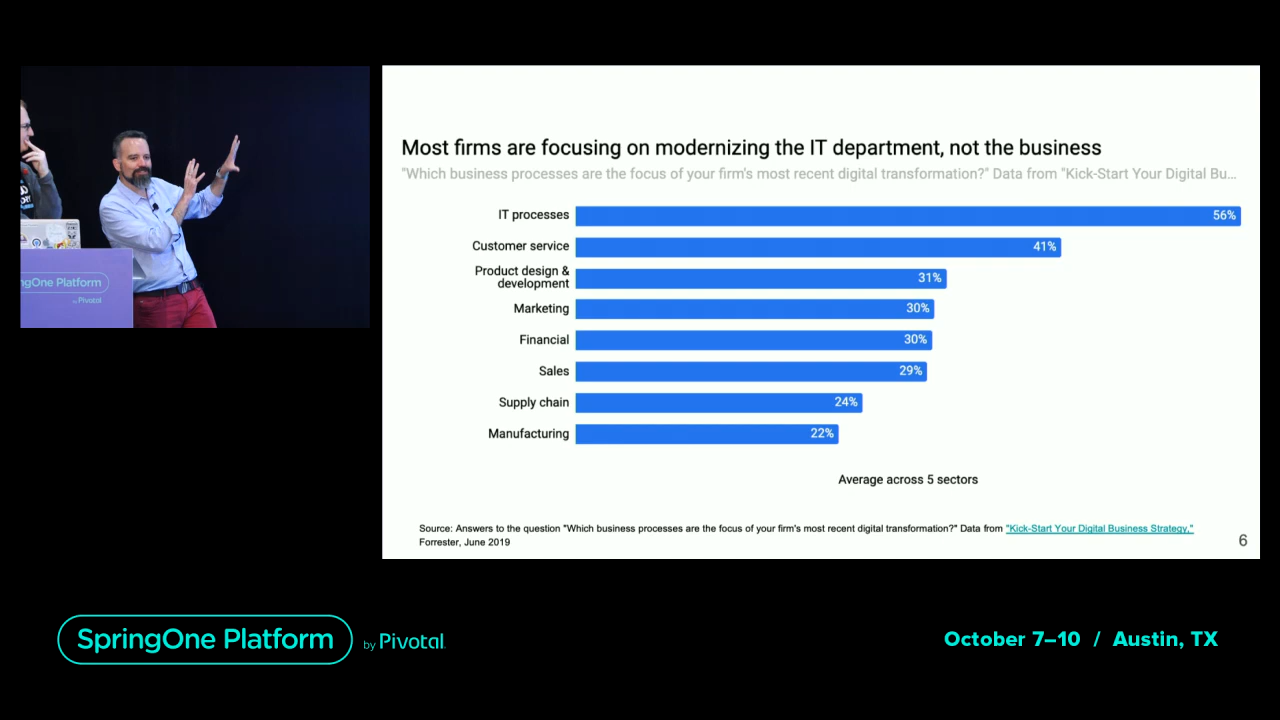 Most firms are focusing on modernizing the IT department, not the business
"Which business processes are the focus of your firm's most recent digital transformation?" Data from "Kick-Start Your Digital Bu...
IT processes 56%
Customer service 41%
Product design &
development 31%
Marketing 30%
Financial 30%
Sales 29%
Supply chain 24%
Manufacturing 22%
Average across 5 sectors
Source: Answers to the question "Which business processes are the focus of your firm's most recent digital transformation?" Data from "Kick-Start Your Digital Business Strategy,"
Forrester, June 2019
6
ngOne Platform
by Pivotal
SpringOne Platform by Pivotal
October 7–10 / Austin, TX